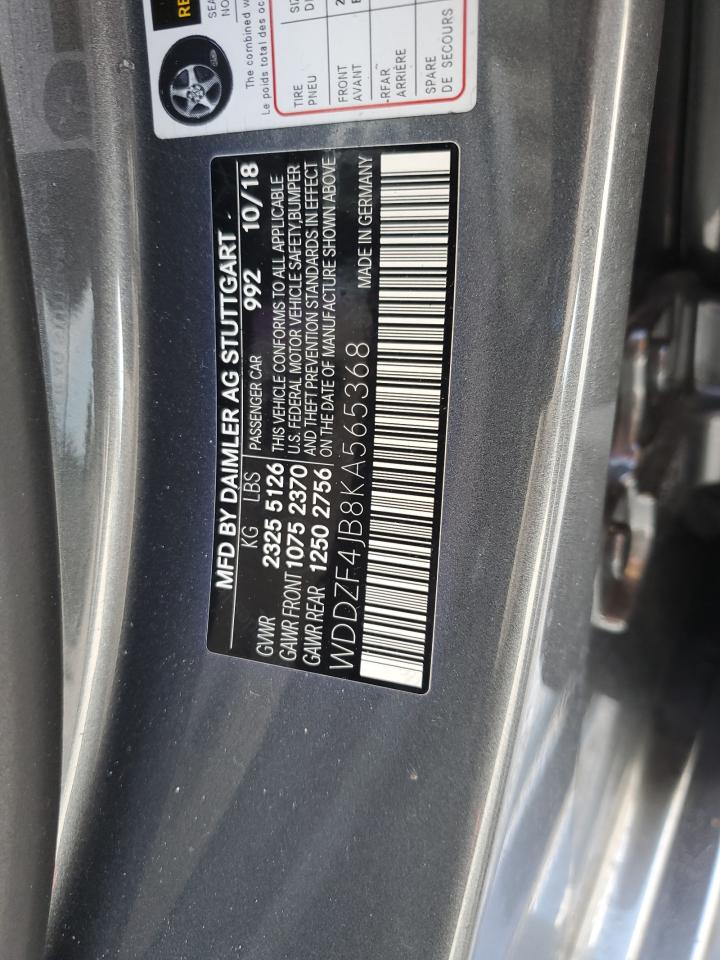 MFD BY DAIMLER AG STUTTGART
KG LBS PASSENGER CAR 992 10/18
GVWR 2325 5126 THIS VEHICLE CONFORMS TO ALL APPLICABLE
GAWR FRONT 1075 2370 U.S. FEDERAL MOTOR VEHICLE SAFETY,BUMPER
GAWR REAR 1250 2756 AND THEFT PREVENTION STANDARDS IN EFFECT
ON THE DATE OF MANUFACTURE SHOWN ABOVE.
WDDZF4JB8KA565368 MADE IN GERMANY
The combined
Le poids total des oc
TIRE
PNEU
FRONT
AVANT
REAR
ARRIÈRE
SPARE
DE SECOURS